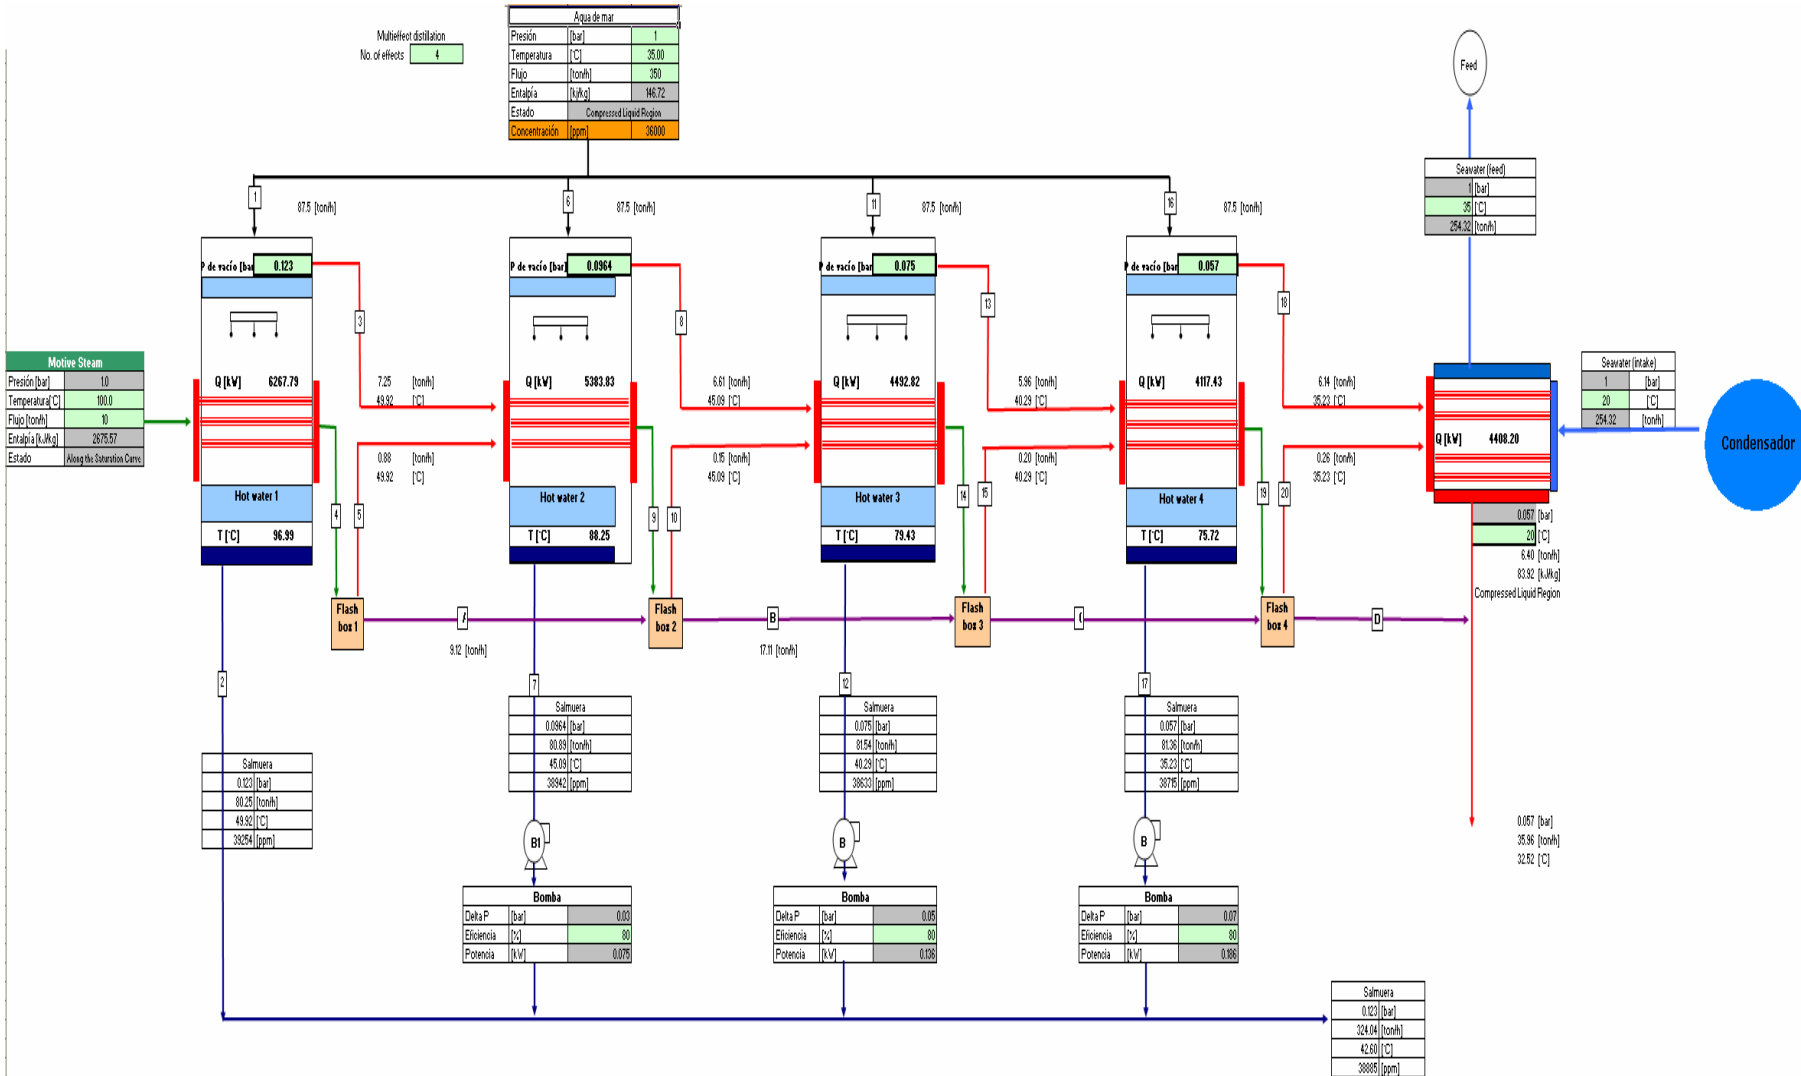 Agua de mar
Presión [bar] 1
Temperatura [°C] 35.00
Flujo [ton/h] 350
Entalpía [kj/kg] 146.72
Estado Compressed Liquid Region
Concentración [ppm] 36000
Multieffect distillation
No. of effects 4
Feed
Seawater (feed)
1 [bar]
35 [°C]
254.32 [ton/h]
1 87.5 [ton/h]
6 87.5 [ton/h]
11 87.5 [ton/h]
16 87.5 [ton/h]
P de vacío [bar] 0.123
P de vacío [bar] 0.0964
P de vacío [bar] 0.075
P de vacío [bar] 0.057
3
8
13
18
Motive Steam
Presión [bar] 1.0
Temperatura[°C] 100.0
Flujo [ton/h] 10
Entalpía [kJ/kg] 2675.57
Estado Along the Saturation Curve
Q [kW] 6267.79
7.25 [ton/h]
49.92 [°C]
0.88 [ton/h]
49.92 [°C]
Q [kW] 5383.83
6.61 [ton/h]
45.09 [°C]
0.15 [ton/h]
45.09 [°C]
Q [kW] 4492.82
5.96 [ton/h]
40.29 [°C]
0.20 [ton/h]
40.29 [°C]
Q [kW] 4117.43
6.14 [ton/h]
35.23 [°C]
0.26 [ton/h]
35.23 [°C]
Q [kW] 4408.20
Seawater (intake)
1 [bar]
20 [°C]
254.32 [ton/h]
Condensador
Hot water 1
T [°C] 96.99
Hot water 2
T [°C] 88.25
Hot water 3
T [°C] 79.43
Hot water 4
T [°C] 75.72
4
5
9
10
14
15
19
20
0.057 [bar]
20 [°C]
6.40 [ton/h]
83.92 [kJ/kg]
Compressed Liquid Region
Flash box 1
Flash box 2
Flash box 3
Flash box 4
B
D
9.12 [ton/h]
17.11 [ton/h]
2
7
12
17
Salmuera
0.123 [bar]
80.25 [ton/h]
49.92 [°C]
39254 [ppm]
Salmuera
0.0964 [bar]
80.89 [ton/h]
45.09 [°C]
38942 [ppm]
Salmuera
0.075 [bar]
81.54 [ton/h]
40.29 [°C]
38633 [ppm]
Salmuera
0.057 [bar]
81.36 [ton/h]
35.23 [°C]
38715 [ppm]
0.057 [bar]
35.96 [ton/h]
32.52 [°C]
B1
B
B
Bomba
Delta P [bar] 0.03
Eficiencia [%] 80
Potencia [kW] 0.075
Bomba
Delta P [bar] 0.05
Eficiencia [%] 80
Potencia [kW] 0.136
Bomba
Delta P [bar] 0.07
Eficiencia [%] 80
Potencia [kW] 0.186
Salmuera
0.123 [bar]
324.04 [ton/h]
42.60 [°C]
38885 [ppm]